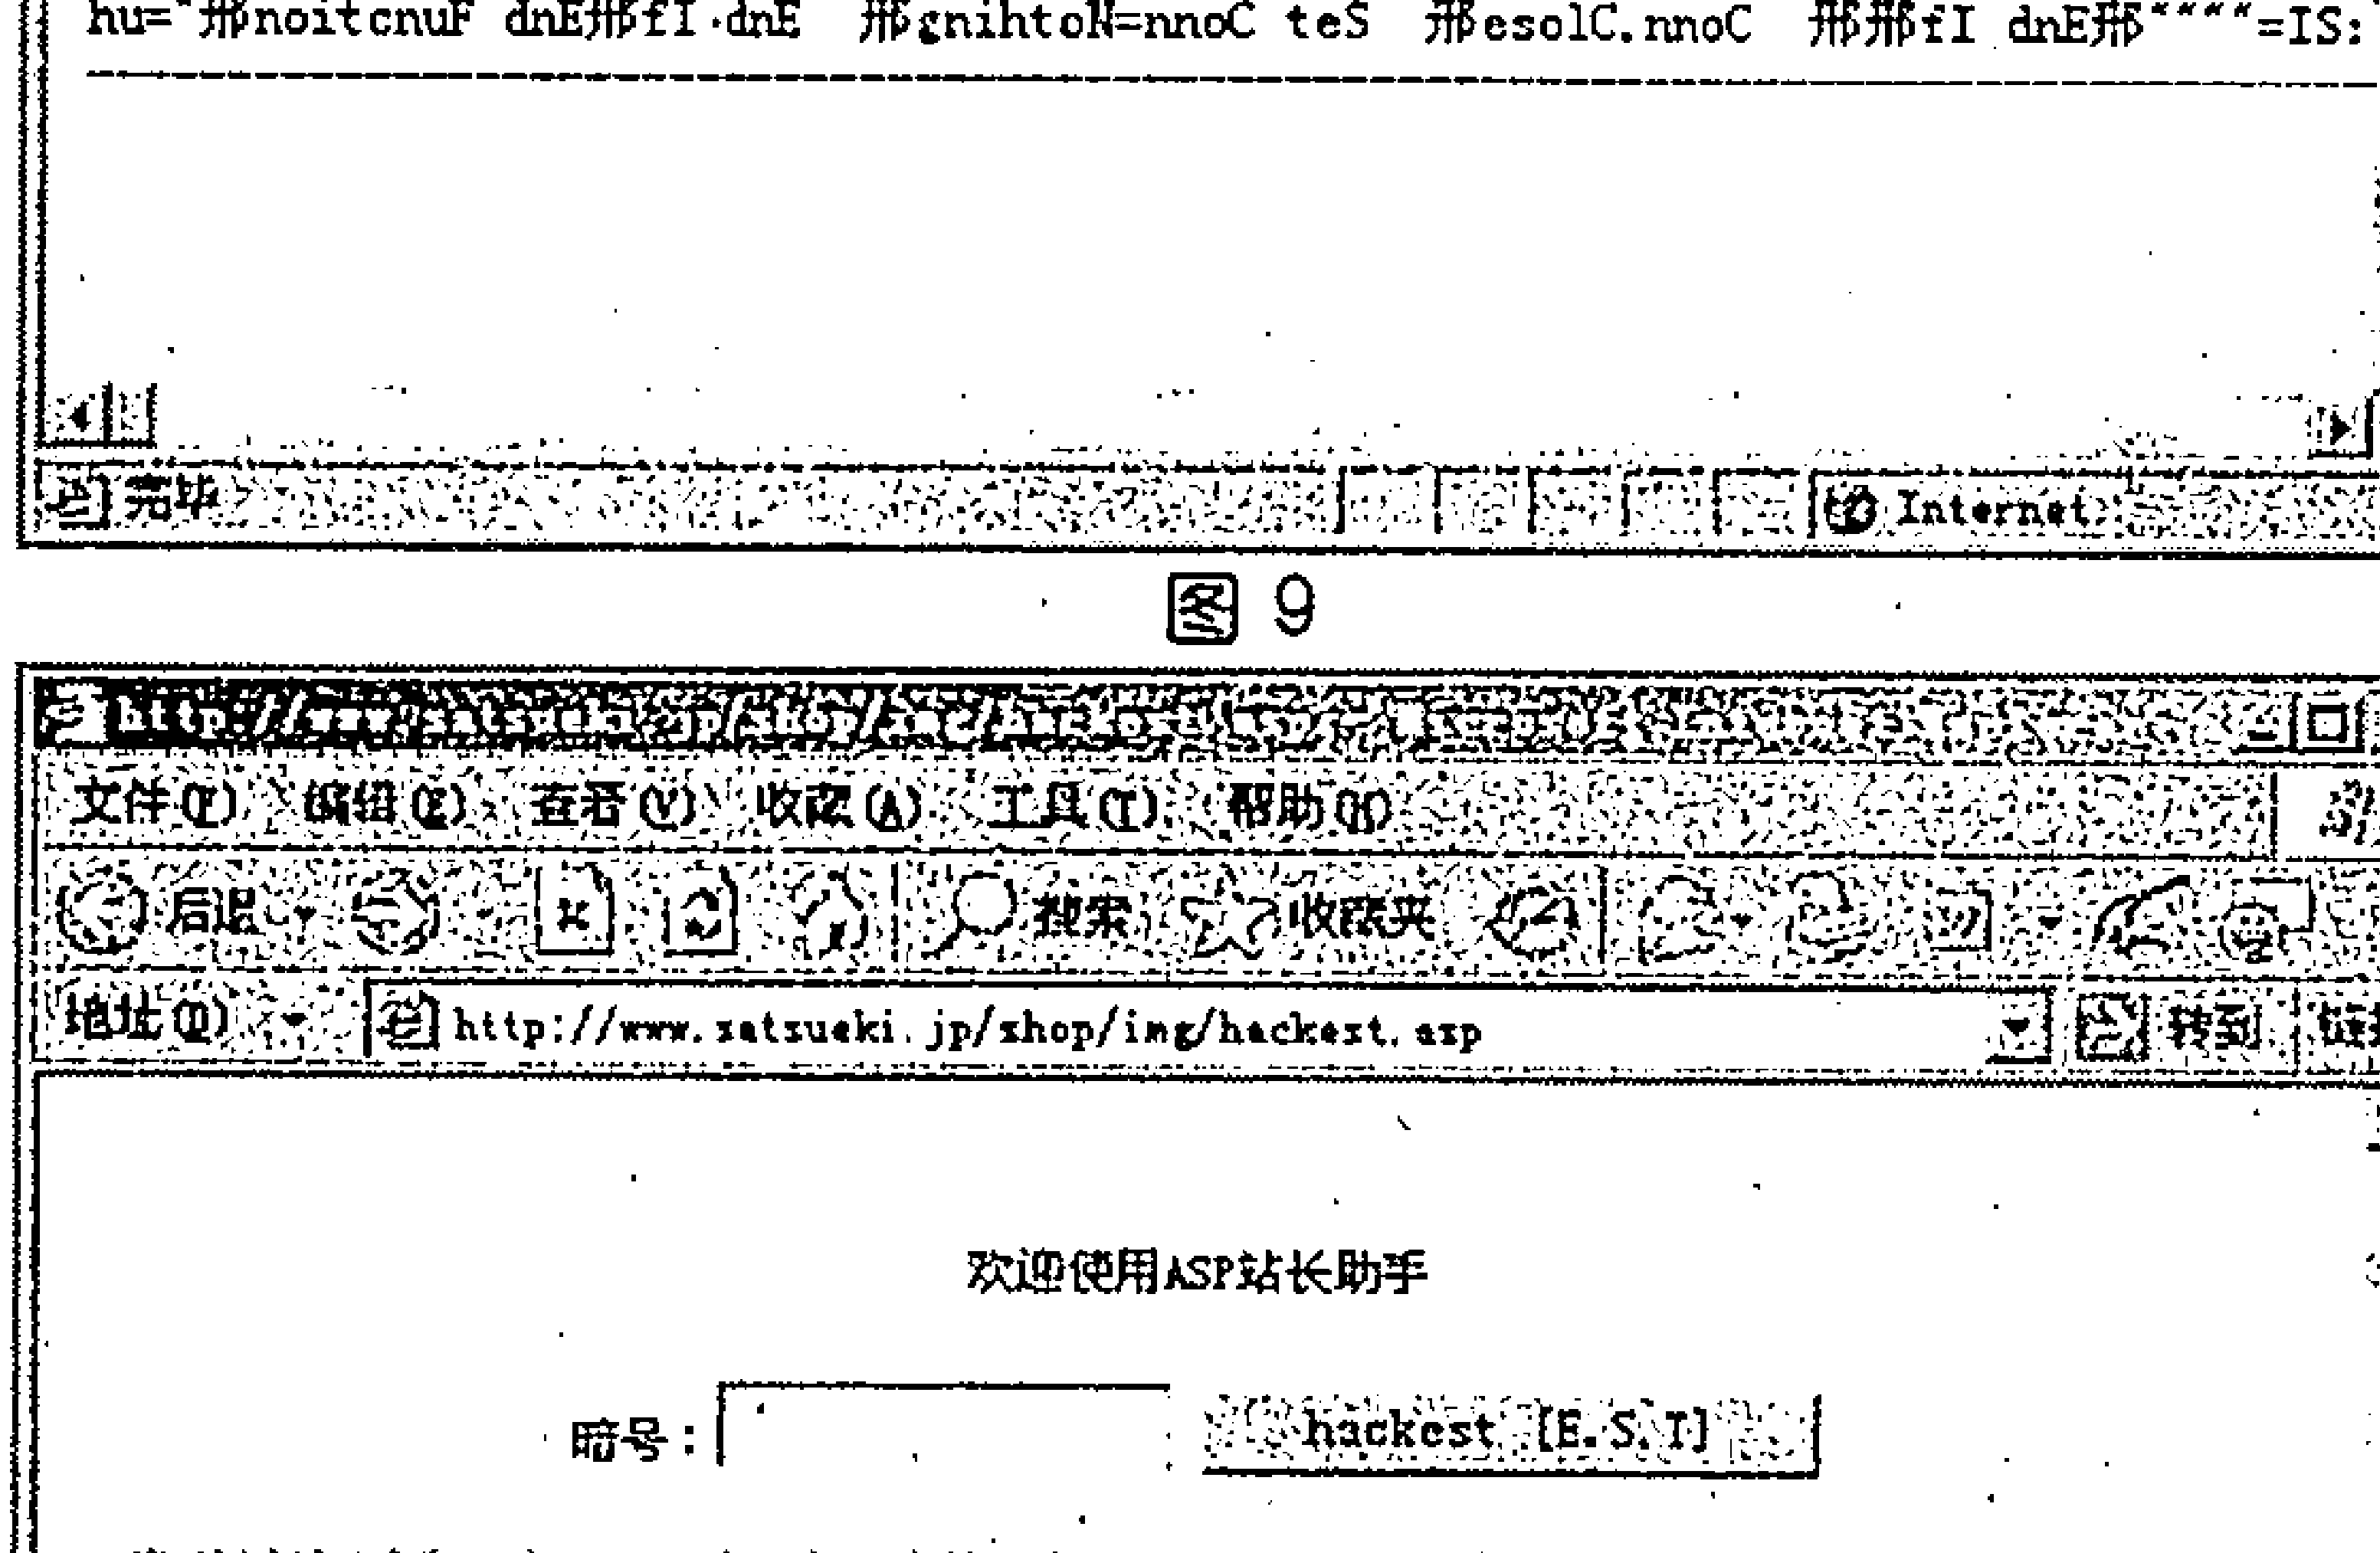 hu="邢noitcnuF dnE邢fI dnE  邢gnihtoN=nnoC teS  邢esolC.nnoC  邢邢fI dnE邢""""=IS:
完毕 Internet
图 9
文件(F) 编辑(E) 查看(V) 收藏(A) 工具(T) 帮助(H)
后退 搜索 收藏夹
地址(D) http://www.satsueki.jp/shop/img/hackest.asp 转到
欢迎使用ASP站长助手
暗号: hackest [E.S.T]